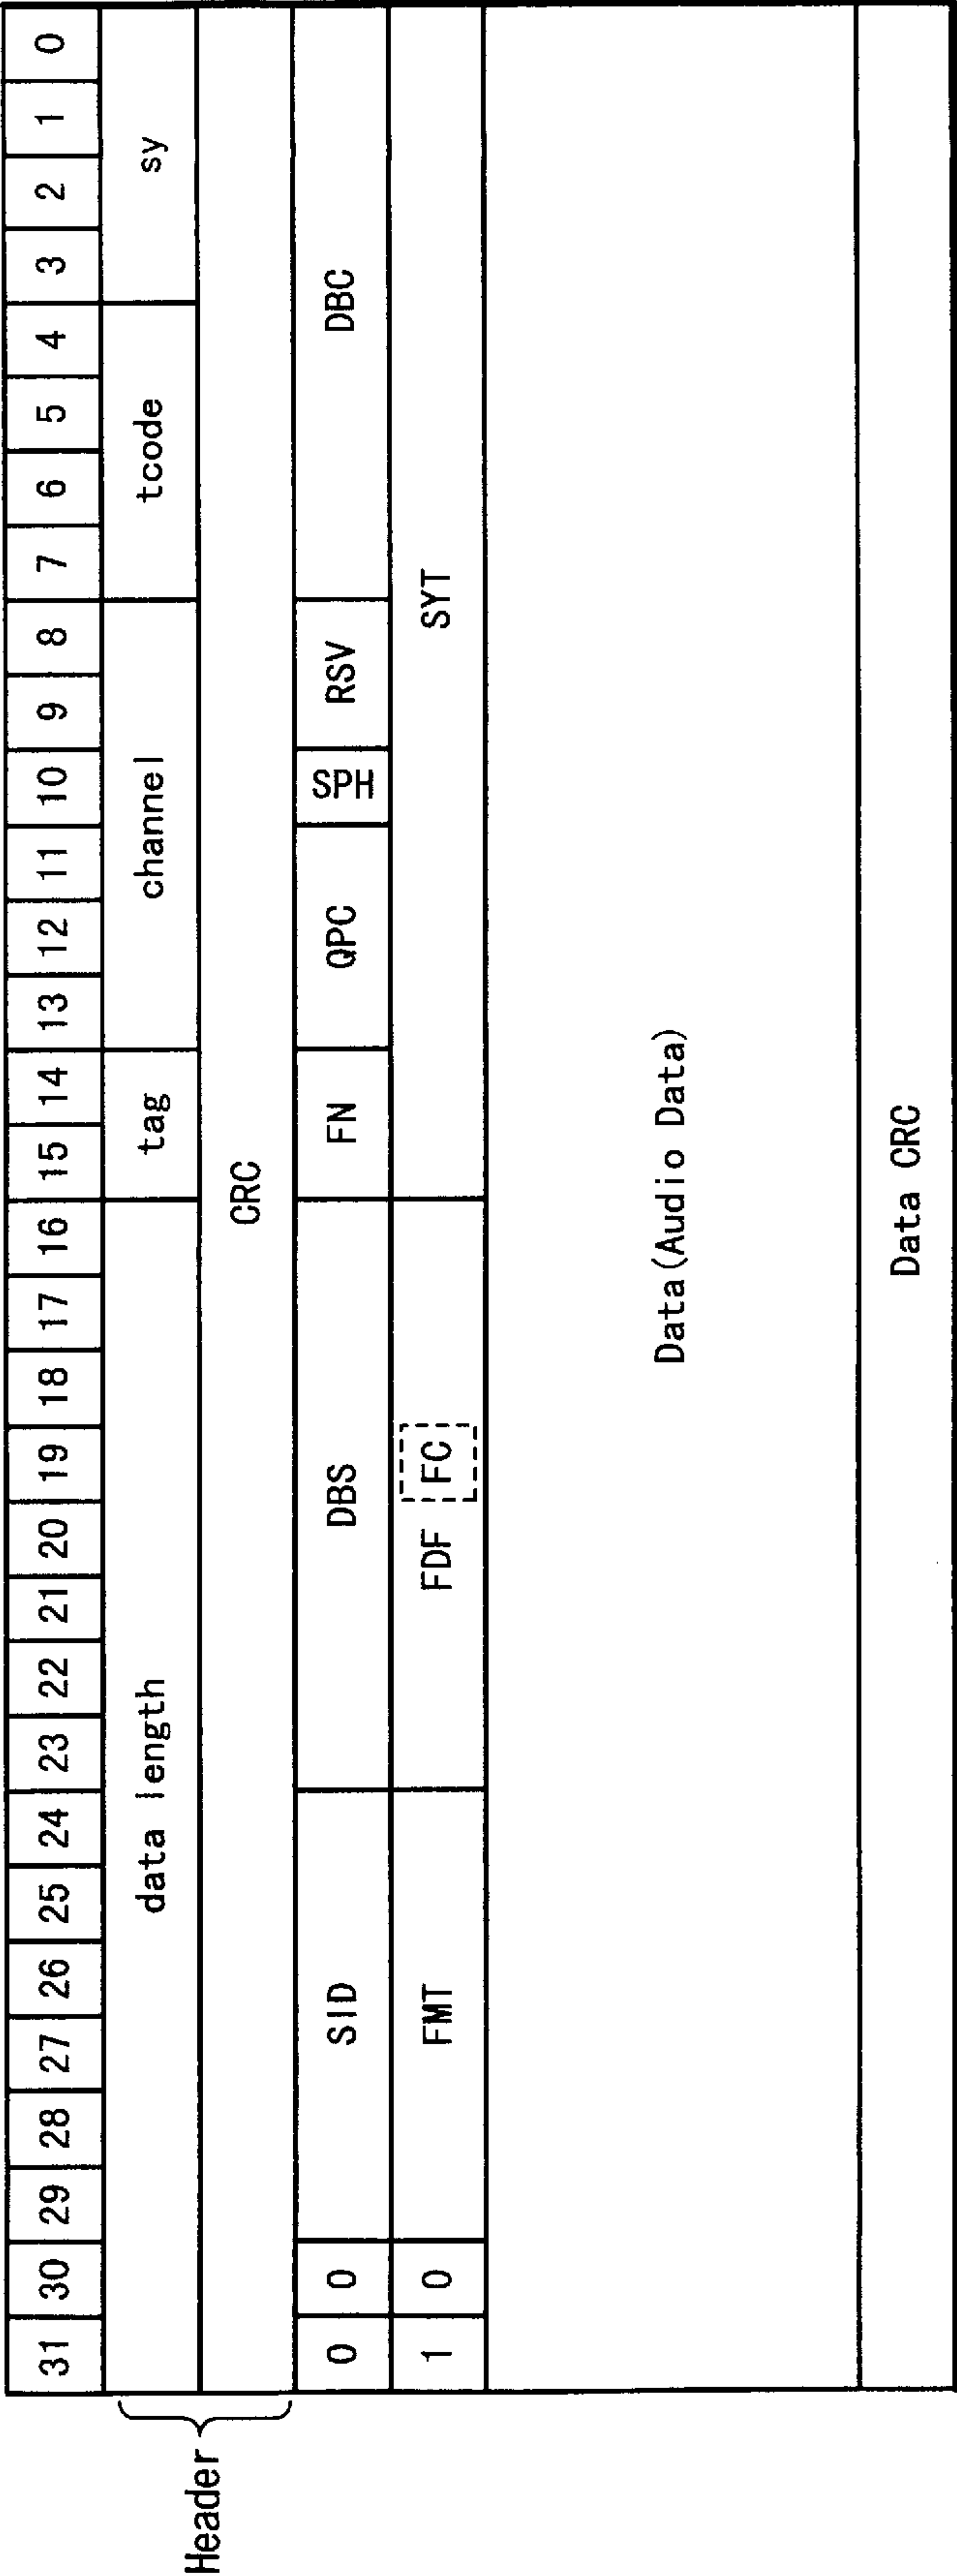 31 30 29 28 27 26 25 24 23 22 21 20 19 18 17 16 15 14 13 12 11 10 9 8 7 6 5 4 3 2 1 0
Header
data length tag channel tcode sy
CRC
0 0 SID DBS FN QPC SPH RSV DBC
1 0 FMT FDF FC SYT
Data(Audio Data)
Data CRC